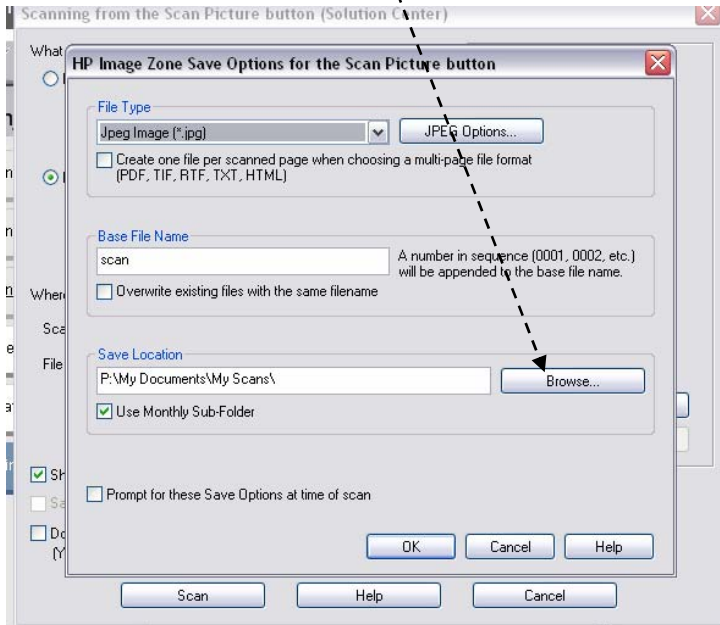 Scanning from the Scan Picture button (Solution Center)
What
HP Image Zone Save Options for the Scan Picture button
File Type
Jpeg Image (*.jpg)
JPEG Options...
Create one file per scanned page when choosing a multi-page file format
(PDF, TIF, RTF, TXT, HTML)
Base File Name
scan
A number in sequence (0001, 0002, etc.)
will be appended to the base file name.
Overwrite existing files with the same filename
Save Location
P:\My Documents\My Scans\
Browse...
Use Monthly Sub-Folder
File
Prompt for these Save Options at time of scan
OK
Cancel
Help
Scan
Help
Cancel